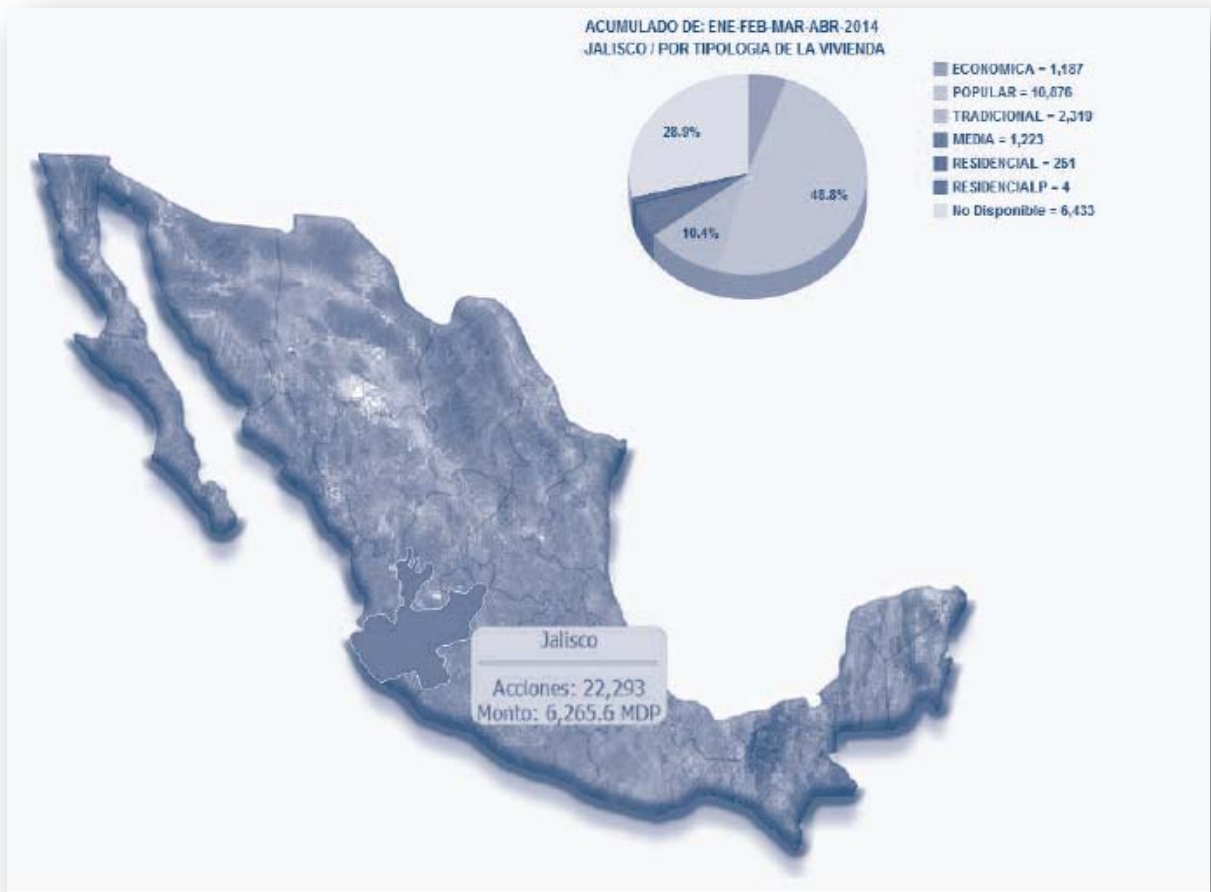 ACUMULADO DE: ENE-FEB-MAR-ABR-2014
JALISCO / POR TIPOLOGIA DE LA VIVIENDA
ECONOMICA = 1,187
POPULAR = 10,876
TRADICIONAL = 2,319
MEDIA = 1,223
RESIDENCIAL = 251
RESIDENCIALP = 4
No Disponible = 6,433
28.9%
48.8%
10.4%
Jalisco
Acciones: 22,293
Monto: 6,265.6 MDP